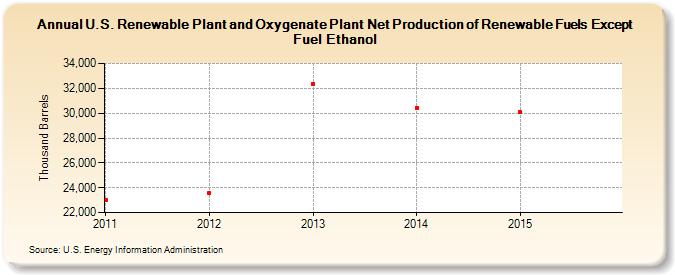 Annual U.S. Renewable Plant and Oxygenate Plant Net Production of Renewable Fuels Except
Fuel Ethanol
Thousand Barrels
34,000
32,000
30,000
28,000
26,000
24,000
22,000
2011 2012 2013 2014 2015
Source: U.S. Energy Information Administration